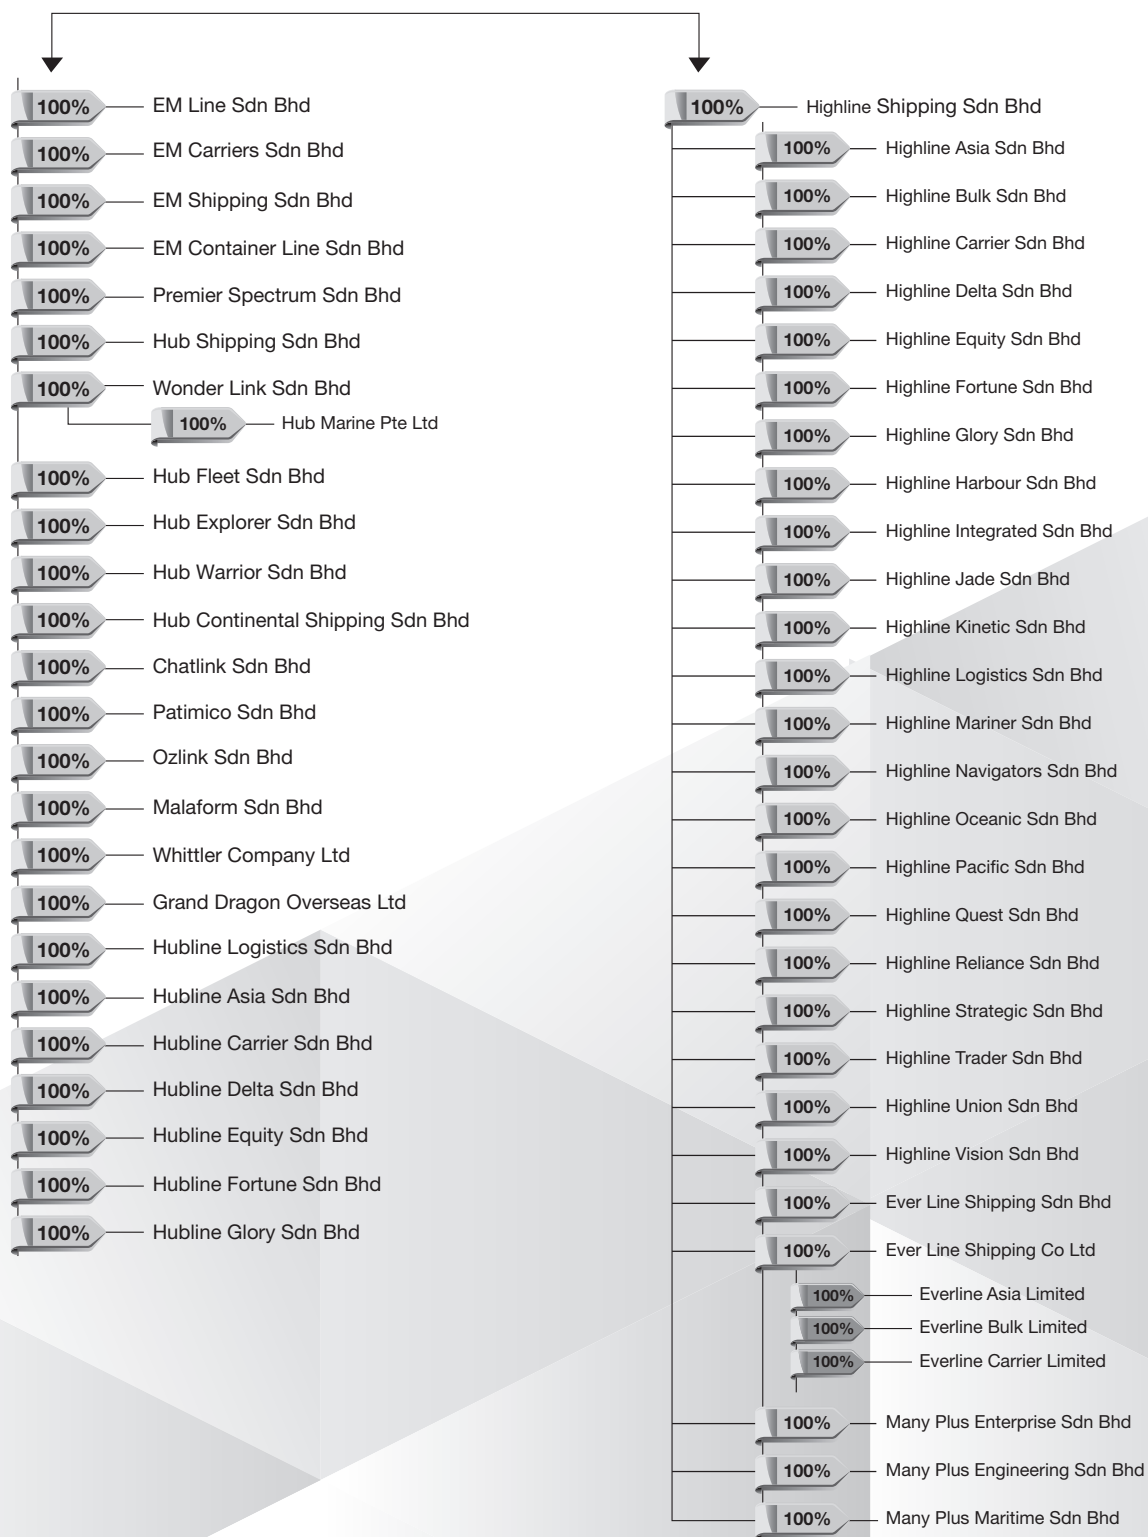 100% EM Line Sdn Bhd
100% EM Carriers Sdn Bhd
100% EM Shipping Sdn Bhd
100% EM Container Line Sdn Bhd
100% Premier Spectrum Sdn Bhd
100% Hub Shipping Sdn Bhd
100% Wonder Link Sdn Bhd
100% Hub Marine Pte Ltd
100% Hub Fleet Sdn Bhd
100% Hub Explorer Sdn Bhd
100% Hub Warrior Sdn Bhd
100% Hub Continental Shipping Sdn Bhd
100% Chatlink Sdn Bhd
100% Patimico Sdn Bhd
100% Ozlink Sdn Bhd
100% Malaform Sdn Bhd
100% Whittler Company Ltd
100% Grand Dragon Overseas Ltd
100% Hubline Logistics Sdn Bhd
100% Hubline Asia Sdn Bhd
100% Hubline Carrier Sdn Bhd
100% Hubline Delta Sdn Bhd
100% Hubline Equity Sdn Bhd
100% Hubline Fortune Sdn Bhd
100% Hubline Glory Sdn Bhd
100% Highline Shipping Sdn Bhd
100% Highline Asia Sdn Bhd
100% Highline Bulk Sdn Bhd
100% Highline Carrier Sdn Bhd
100% Highline Delta Sdn Bhd
100% Highline Equity Sdn Bhd
100% Highline Fortune Sdn Bhd
100% Highline Glory Sdn Bhd
100% Highline Harbour Sdn Bhd
100% Highline Integrated Sdn Bhd
100% Highline Jade Sdn Bhd
100% Highline Kinetic Sdn Bhd
100% Highline Logistics Sdn Bhd
100% Highline Mariner Sdn Bhd
100% Highline Navigators Sdn Bhd
100% Highline Oceanic Sdn Bhd
100% Highline Pacific Sdn Bhd
100% Highline Quest Sdn Bhd
100% Highline Reliance Sdn Bhd
100% Highline Strategic Sdn Bhd
100% Highline Trader Sdn Bhd
100% Highline Union Sdn Bhd
100% Highline Vision Sdn Bhd
100% Ever Line Shipping Sdn Bhd
100% Ever Line Shipping Co Ltd
100% Everline Asia Limited
100% Everline Bulk Limited
100% Everline Carrier Limited
100% Many Plus Enterprise Sdn Bhd
100% Many Plus Engineering Sdn Bhd
100% Many Plus Maritime Sdn Bhd